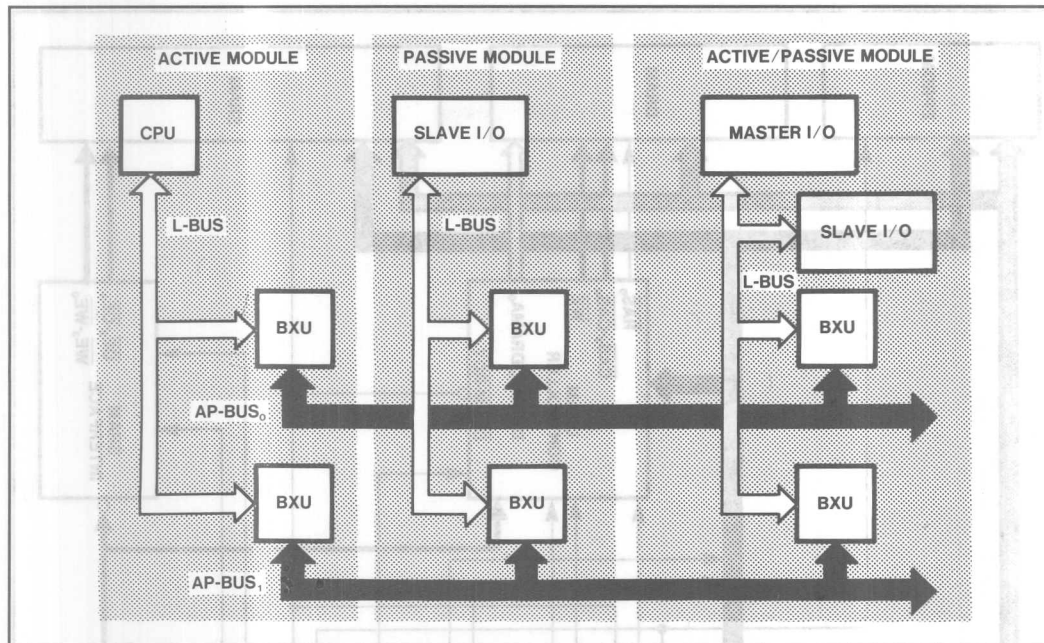 ACTIVE MODULE
PASSIVE MODULE
ACTIVE/PASSIVE MODULE
CPU
SLAVE I/O
MASTER I/O
L-BUS
L-BUS
SLAVE I/O
L-BUS
BXU
BXU
BXU
AP-BUS₀
BXU
BXU
BXU
AP-BUS₁